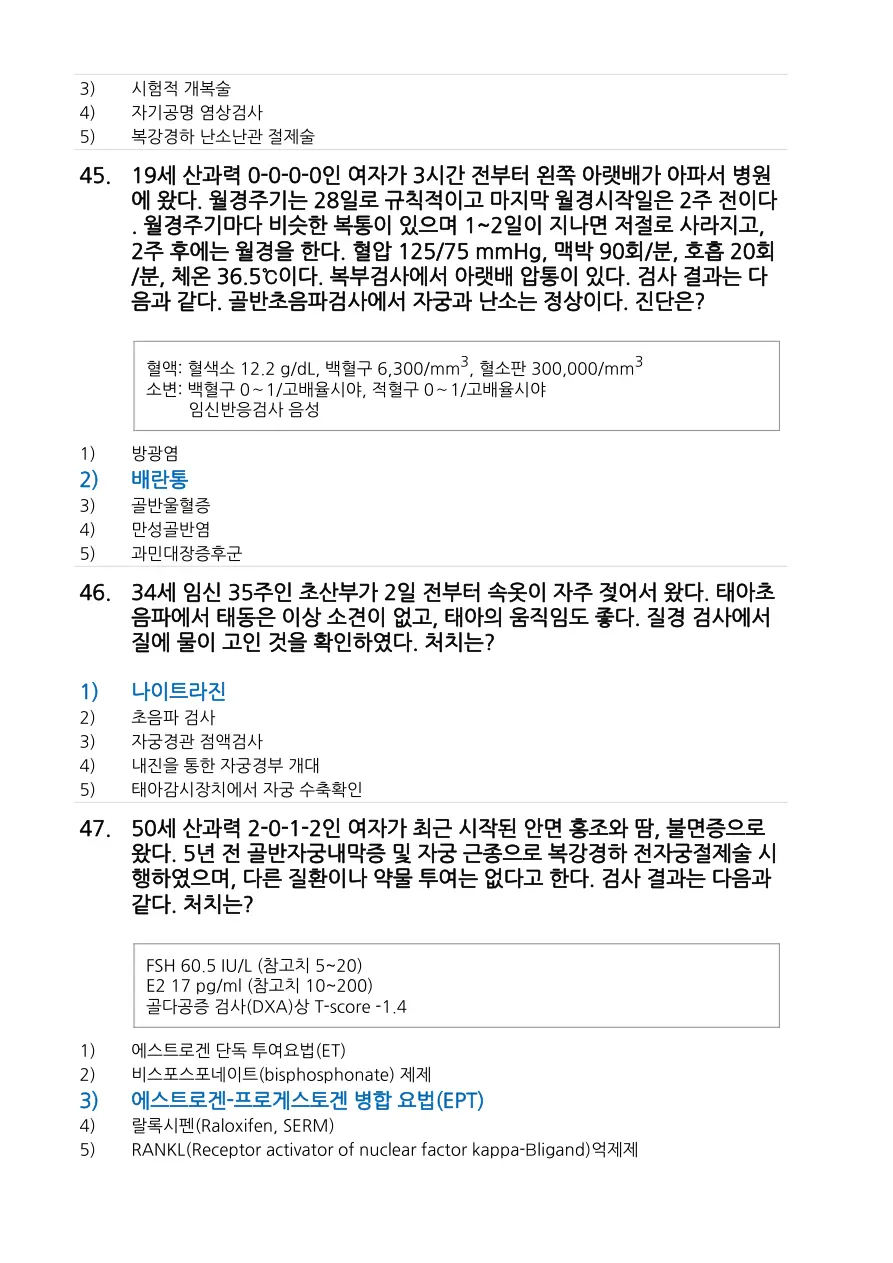 3) 시험적 개복술
4) 자기공명 염상검사
5) 복강경하 난소난관 절제술
45. 19세 산과력 0-0-0-0인 여자가 3시간 전부터 왼쪽 아랫배가 아파서 병원
에 왔다. 월경주기는 28일로 규칙적이고 마지막 월경시작일은 2주 전이다
. 월경주기마다 비슷한 복통이 있으며 1~2일이 지나면 저절로 사라지고,
2주 후에는 월경을 한다. 혈압 125/75 mmHg, 맥박 90회/분, 호흡 20회
/분, 체온 36.5℃이다. 복부검사에서 아랫배 압통이 있다. 검사 결과는 다
음과 같다. 골반초음파검사에서 자궁과 난소는 정상이다. 진단은?
혈액: 혈색소 12.2 g/dL, 백혈구 6,300/mm³, 혈소판 300,000/mm³
소변: 백혈구 0~1/고배율시야, 적혈구 0~1/고배율시야
임신반응검사 음성
1) 방광염
2) 배란통
3) 골반울혈증
4) 만성골반염
5) 과민대장증후군
46. 34세 임신 35주인 초산부가 2일 전부터 속옷이 자주 젖어서 왔다. 태아초
음파에서 태동은 이상 소견이 없고, 태아의 움직임도 좋다. 질경 검사에서
질에 물이 고인 것을 확인하였다. 처치는?
1) 나이트라진
2) 초음파 검사
3) 자궁경관 점액검사
4) 내진을 통한 자궁경부 개대
5) 태아감시장치에서 자궁 수축확인
47. 50세 산과력 2-0-1-2인 여자가 최근 시작된 안면 홍조와 땀, 불면증으로
왔다. 5년 전 골반자궁내막증 및 자궁 근종으로 복강경하 전자궁절제술 시
행하였으며, 다른 질환이나 약물 투여는 없다고 한다. 검사 결과는 다음과
같다. 처치는?
FSH 60.5 IU/L (참고치 5~20)
E2 17 pg/ml (참고치 10~200)
골다공증 검사(DXA)상 T-score -1.4
1) 에스트로겐 단독 투여요법(ET)
2) 비스포스포네이트(bisphosphonate) 제제
3) 에스트로겐-프로게스토겐 병합 요법(EPT)
4) 랄록시펜(Raloxifen, SERM)
5) RANKL(Receptor activator of nuclear factor kappa-Bligand)억제제